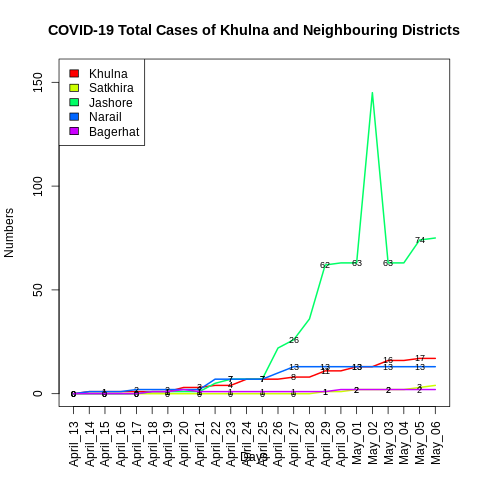 COVID-19 Total Cases of Khulna and Neighbouring Districts
Khulna
Satkhira
Jashore
Narail
Bagerhat
Numbers
150
100
50
0
74
63
63
62
26
17
16
13
13
13
13
13
11
8
7
7
4
3
3
2
2
2
2
2
1
1
0
0
0
0
0
0
0
April_13
April_14
April_15
April_16
April_17
April_18
April_19
April_20
April_21
April_22
April_23
April_24
April_25
April_26
April_27
April_28
April_29
April_30
May_01
May_02
May_03
May_04
May_05
May_06
Days